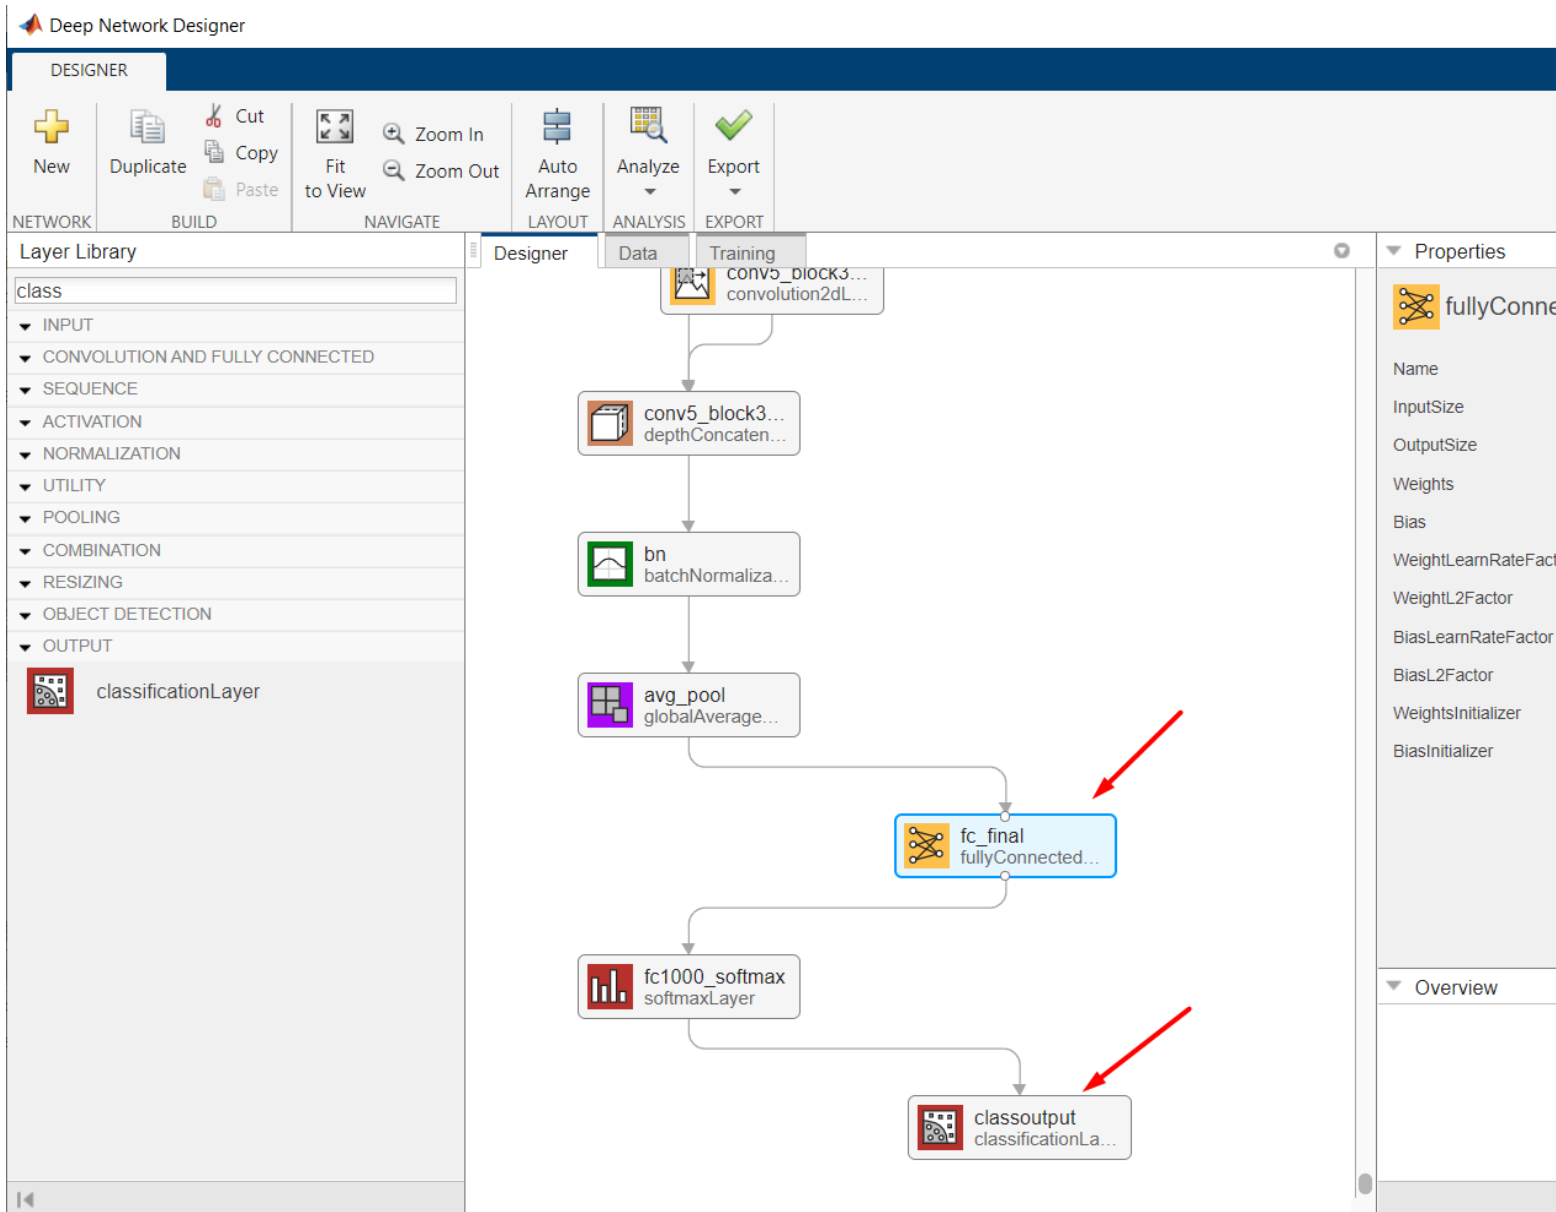 Deep Network Designer
DESIGNER
New
Duplicate
Cut
Copy
Paste
Fit
to View
Zoom In
Zoom Out
Auto
Arrange
Analyze
Export
NETWORK
BUILD
NAVIGATE
LAYOUT
ANALYSIS
EXPORT
Layer Library
class
INPUT
CONVOLUTION AND FULLY CONNECTED
SEQUENCE
ACTIVATION
NORMALIZATION
UTILITY
POOLING
COMBINATION
RESIZING
OBJECT DETECTION
OUTPUT
classificationLayer
Designer
Data
Training
conv5_block3...
convolution2dL...
conv5_block3...
depthConcaten...
bn
batchNormaliza...
avg_pool
globalAverage...
fc_final
fullyConnected...
fc1000_softmax
softmaxLayer
classoutput
classificationLa...
Properties
fullyConne
Name
InputSize
OutputSize
Weights
Bias
WeightLearnRateFact
WeightL2Factor
BiasLearnRateFactor
BiasL2Factor
WeightsInitializer
BiasInitializer
Overview